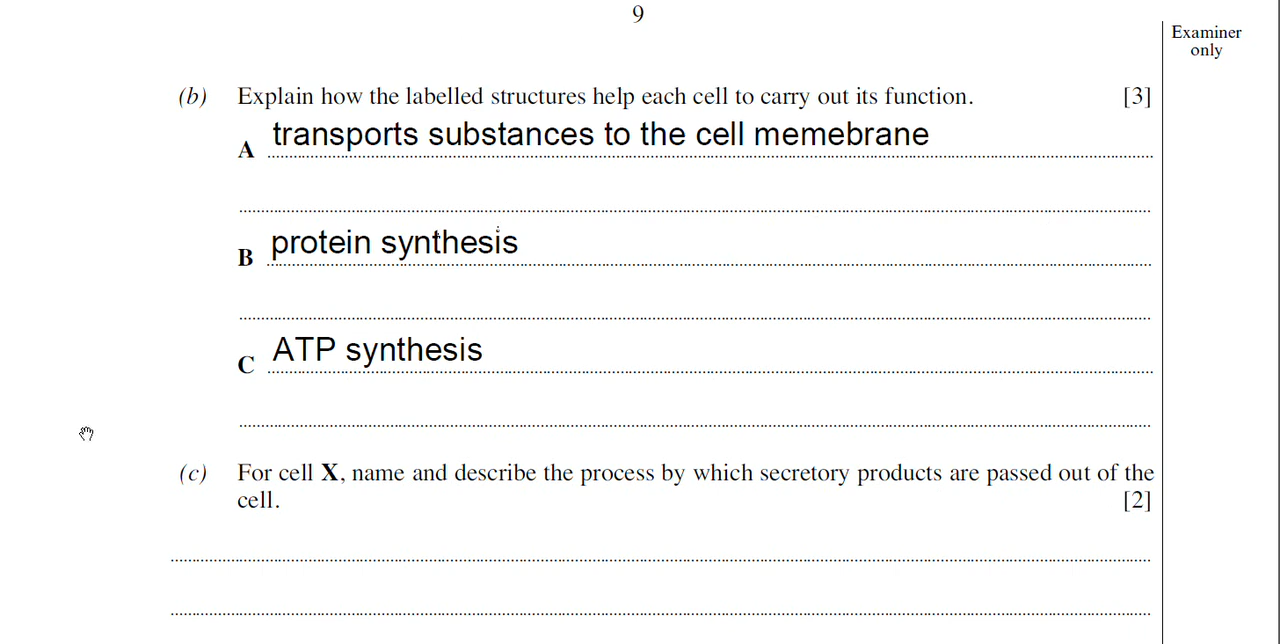 9
Examiner
only
(b) Explain how the labelled structures help each cell to carry out its function. [3]
A transports substances to the cell memebrane
B protein synthesis
C ATP synthesis
(c) For cell X, name and describe the process by which secretory products are passed out of the
cell. [2]